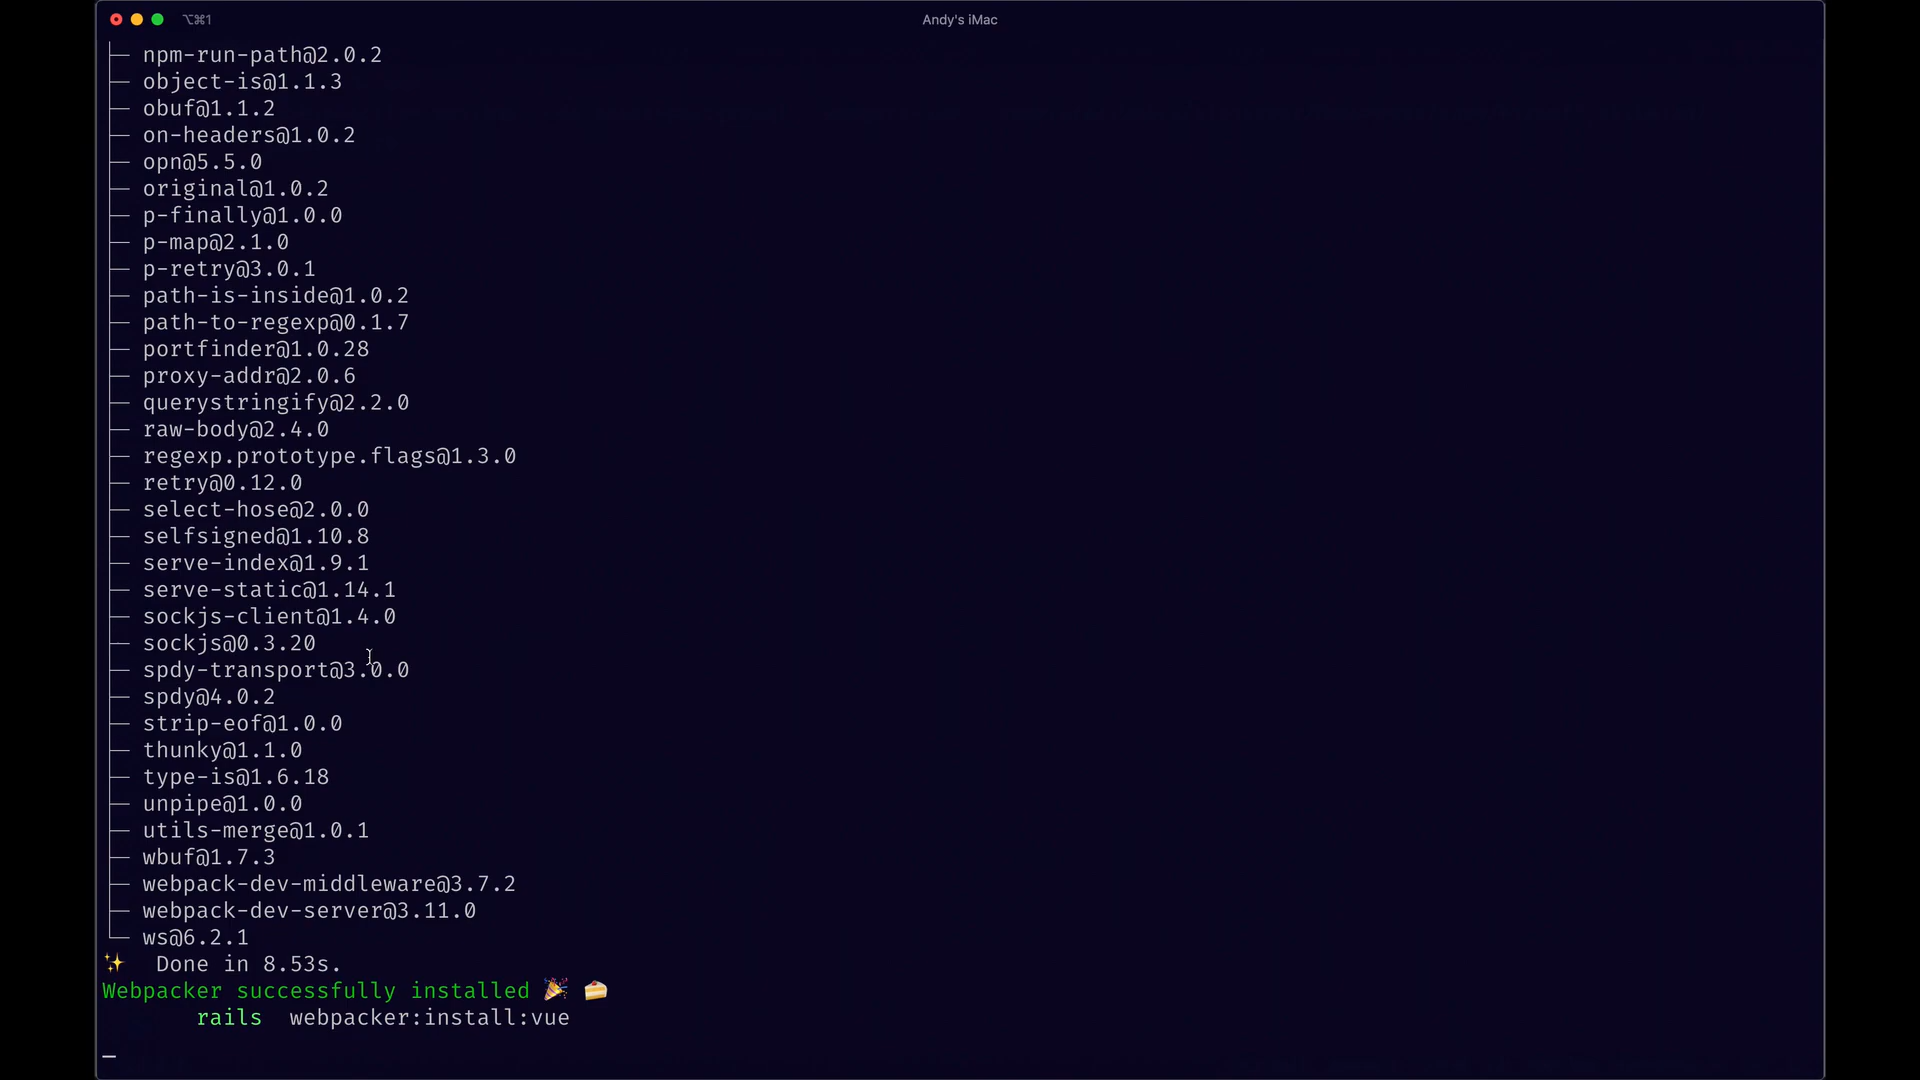 ⌥⌘1
Andy's iMac
├─ npm-run-path@2.0.2
├─ object-is@1.1.3
├─ obuf@1.1.2
├─ on-headers@1.0.2
├─ opn@5.5.0
├─ original@1.0.2
├─ p-finally@1.0.0
├─ p-map@2.1.0
├─ p-retry@3.0.1
├─ path-is-inside@1.0.2
├─ path-to-regexp@0.1.7
├─ portfinder@1.0.28
├─ proxy-addr@2.0.6
├─ querystringify@2.2.0
├─ raw-body@2.4.0
├─ regexp.prototype.flags@1.3.0
├─ retry@0.12.0
├─ select-hose@2.0.0
├─ selfsigned@1.10.8
├─ serve-index@1.9.1
├─ serve-static@1.14.1
├─ sockjs-client@1.4.0
├─ sockjs@0.3.20
├─ spdy-transport@3.0.0
├─ spdy@4.0.2
├─ strip-eof@1.0.0
├─ thunky@1.1.0
├─ type-is@1.6.18
├─ unpipe@1.0.0
├─ utils-merge@1.0.1
├─ wbuf@1.7.3
├─ webpack-dev-middleware@3.7.2
├─ webpack-dev-server@3.11.0
└─ ws@6.2.1
✨ Done in 8.53s.
Webpacker successfully installed 🎉 🍰
rails webpacker:install:vue